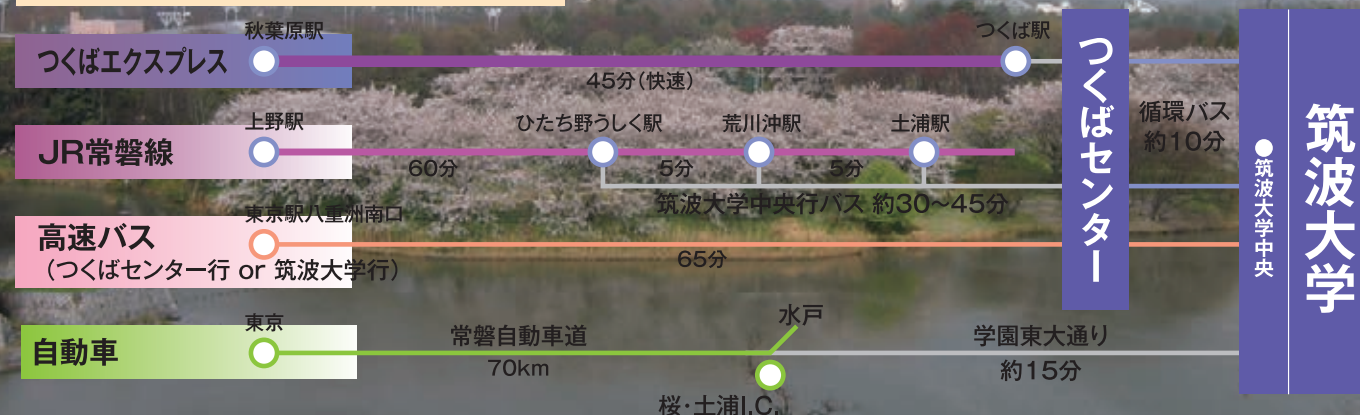 つくばエクスプレス
秋葉原駅
つくば駅
45分（快速）
JR常磐線
上野駅
ひたち野うしく駅
荒川沖駅
土浦駅
60分
5分
5分
筑波大学中央行バス 約30〜45分
高速バス
（つくばセンター行 or 筑波大学行）
東京駅八重洲南口
65分
自動車
東京
常磐自動車道
70km
水戸
桜・土浦I.C.
学園東大通り
約15分
つくばセンター
循環バス
約10分
●筑波大学中央
筑波大学